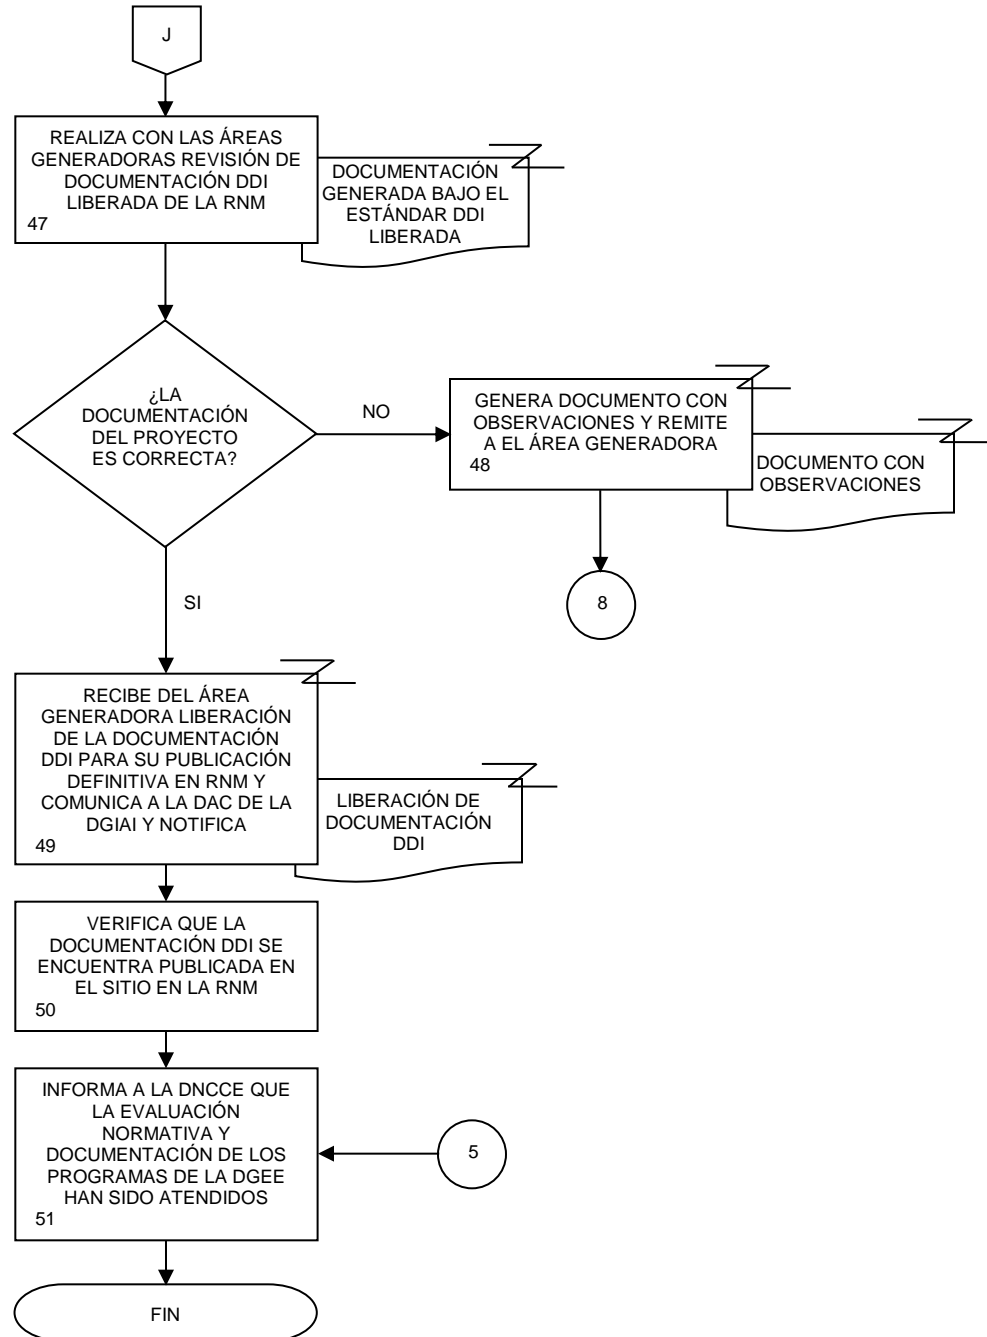 J
REALIZA CON LAS ÁREAS
GENERADORAS REVISIÓN DE
DOCUMENTACIÓN DDI
LIBERADA DE LA RNM
47
DOCUMENTACIÓN
GENERADA BAJO EL
ESTÁNDAR DDI
LIBERADA
¿LA
DOCUMENTACIÓN
DEL PROYECTO
ES CORRECTA?
NO
GENERA DOCUMENTO CON
OBSERVACIONES Y REMITE
A EL ÁREA GENERADORA
48
DOCUMENTO CON
OBSERVACIONES
8
SI
RECIBE DEL ÁREA
GENERADORA LIBERACIÓN
DE LA DOCUMENTACIÓN
DDI PARA SU PUBLICACIÓN
DEFINITIVA EN RNM Y
COMUNICA A LA DAC DE LA
DGIAI Y NOTIFICA
49
LIBERACIÓN DE
DOCUMENTACIÓN
DDI
VERIFICA QUE LA
DOCUMENTACIÓN DDI SE
ENCUENTRA PUBLICADA EN
EL SITIO EN LA RNM
50
INFORMA A LA DNCCE QUE
LA EVALUACIÓN
NORMATIVA Y
DOCUMENTACIÓN DE LOS
PROGRAMAS DE LA DGEE
HAN SIDO ATENDIDOS
51
5
FIN